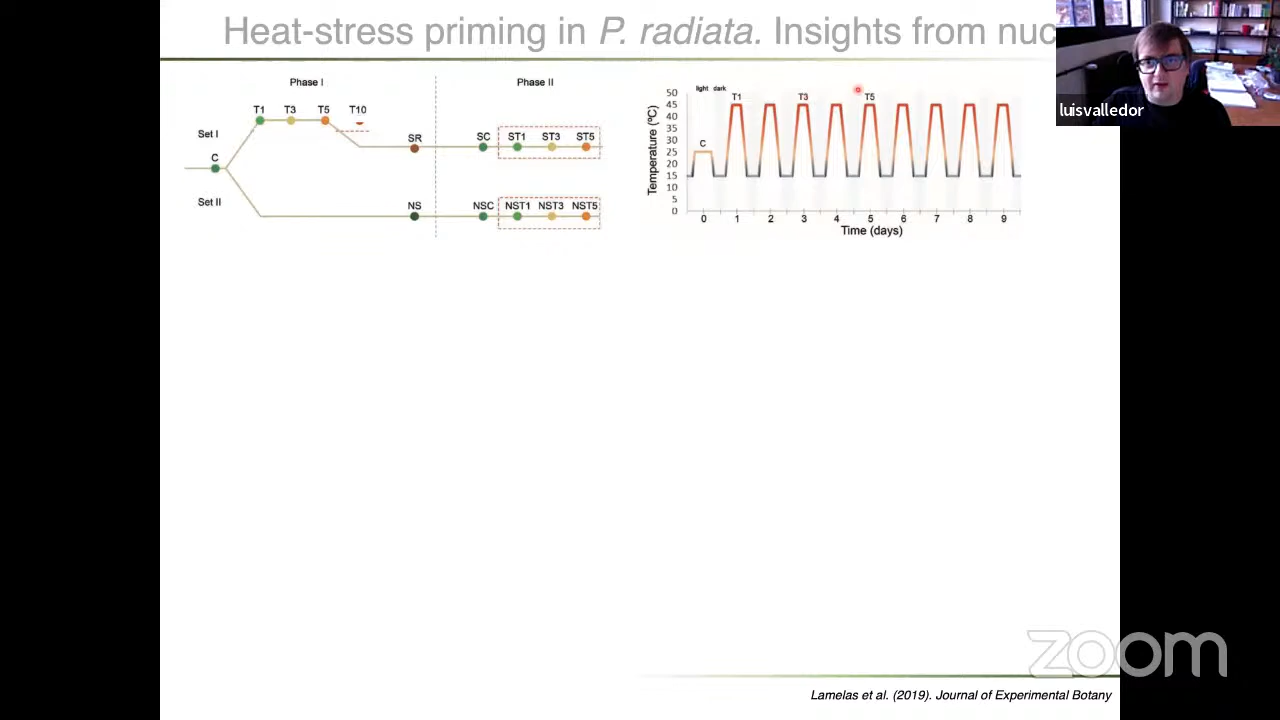 Heat-stress priming in P. radiata. Insights from nuc
luisvalledor
Phase I
Phase II
T1 T3 T5 T10
Set I
C
SR
SC ST1 ST3 ST5
Set II
NS
NSC NST1 NST3 NST5
light dark
Temperature (ºC)
50
45
40
35
30
25
20
15
10
5
0
C
T1 T3 T5
0 1 2 3 4 5 6 7 8 9
Time (days)
zoom
Lamelas et al. (2019). Journal of Experimental Botany